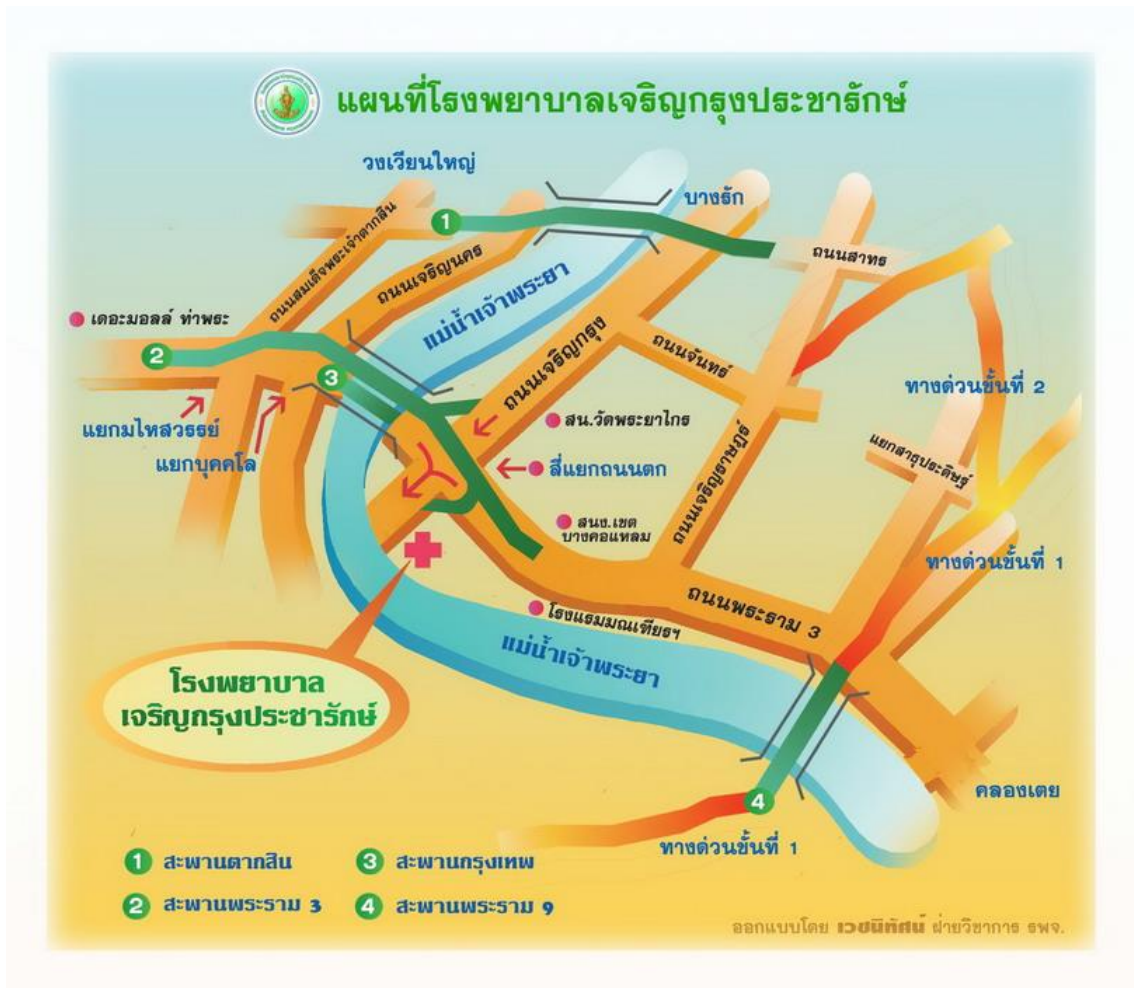 แผนที่โรงพยาบาลเจริญกรุงประชารักษ์
วงเวียนใหญ่
บางรัก
1
ถนนสมเด็จพระเจ้าตากสิน
ถนนเจริญนคร
แม่น้ำเจ้าพระยา
ถนนสาทร
เดอะมอลล์ ท่าพระ
2
3
ถนนเจริญกรุง
ถนนจันทร์
ทางด่วนขั้นที่ 2
แยกมไหสวรรย์
แยกบุคคโล
สน.วัดพระยาไกร
สี่แยกถนนตก
ถนนเจริญราษฎร์
แยกสาธุประดิษฐ์
สนง.เขต
บางคอแหลม
ทางด่วนขั้นที่ 1
ถนนพระราม 3
โรงแรมมณเฑียรฯ
แม่น้ำเจ้าพระยา
โรงพยาบาล
เจริญกรุงประชารักษ์
คลองเตย
4
ทางด่วนขั้นที่ 1
1 สะพานตากสิน
3 สะพานกรุงเทพ
2 สะพานพระราม 3
4 สะพานพระราม 9
ออกแบบโดย เวชนิทัศน์ ฝ่ายวิชาการ รพจ.